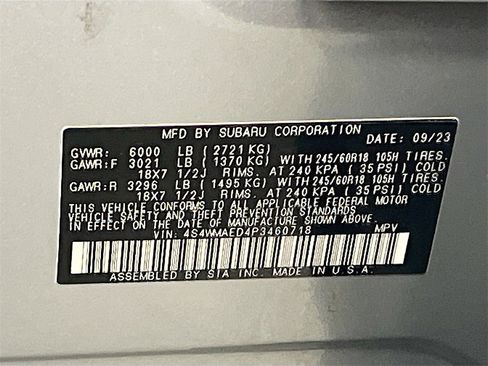 MFD BY SUBARU CORPORATION DATE: 09/23
GVWR: 6000 LB (2721 KG)
GAWR:F 3021 LB (1370 KG) WITH 245/60R18 105H TIRES.
18X7 1/2J RIMS. AT 240 KPA (35 PSI) COLD
GAWR:R 3296 LB (1495 KG) WITH 245/60R18 105H TIRES.
18X7 1/2J RIMS. AT 240 KPA (35 PSI) COLD
THIS VEHICLE CONFORMS TO ALL APPLICABLE FEDERAL MOTOR
VEHICLE SAFETY AND THEFT PREVENTION STANDARDS
IN EFFECT ON THE DATE OF MANUFACTURE SHOWN ABOVE.
VIN: 4S4WMAED4P3460718 MPV
ASSEMBLED BY SIA INC. MADE IN U.S.A.